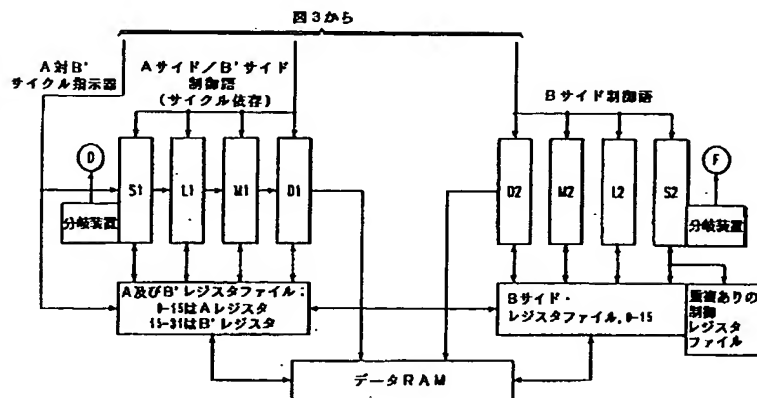 図3から
A対B'
サイクル指示器
Aサイド/B'サイド
制御語
(サイクル依存)
Bサイド制御語
D
S1
L1
M1
D1
D2
M2
L2
S2
F
分岐装置
分岐装置
A及びB'レジスタファイル:
0-15はAレジスタ
15-31はB'レジスタ
Bサイド・
レジスタファイル,0-15
重複ありの
制御
レジスタ
ファイル
データRAM